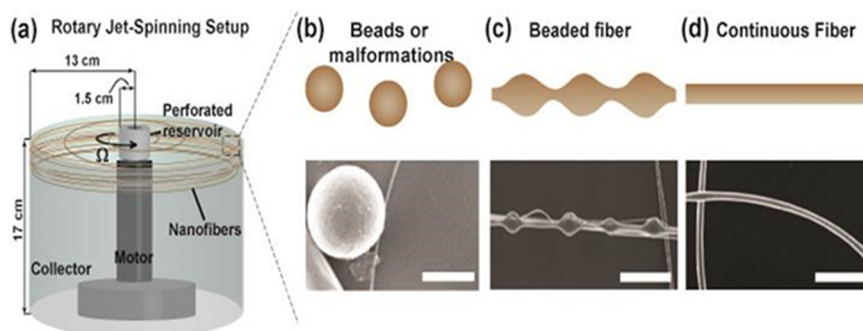 (a) Rotary Jet-Spinning Setup
13 cm
1.5 cm
Perforated
reservoir
Ω
17 cm
Nanofibers
Motor
Collector
(b) Beads or
malformations
(c) Beaded fiber
(d) Continuous Fiber